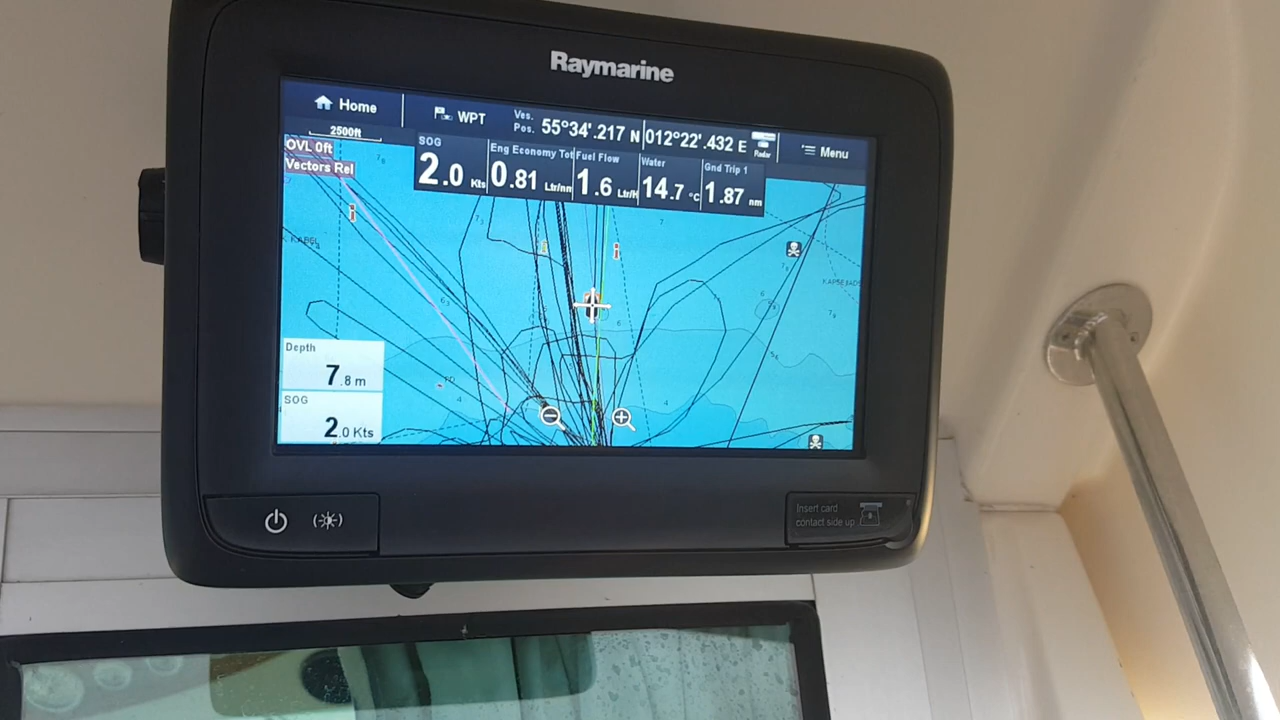 Raymarine
Home
WPT
Ves.
Pos.
55°34'.217 N
012°22'.432 E
Radar
Menu
2500ft
OVL 0ft
Vectors Rel
SOG
2.0 Kts
Eng Economy Tot
0.81 Ltr/nm
Fuel Flow
1.6 Ltr/H
Water
14.7 °C
Gnd Trip 1
1.87 nm
Depth
7.8 m
SOG
2.0 Kts
Insert card
contact side up